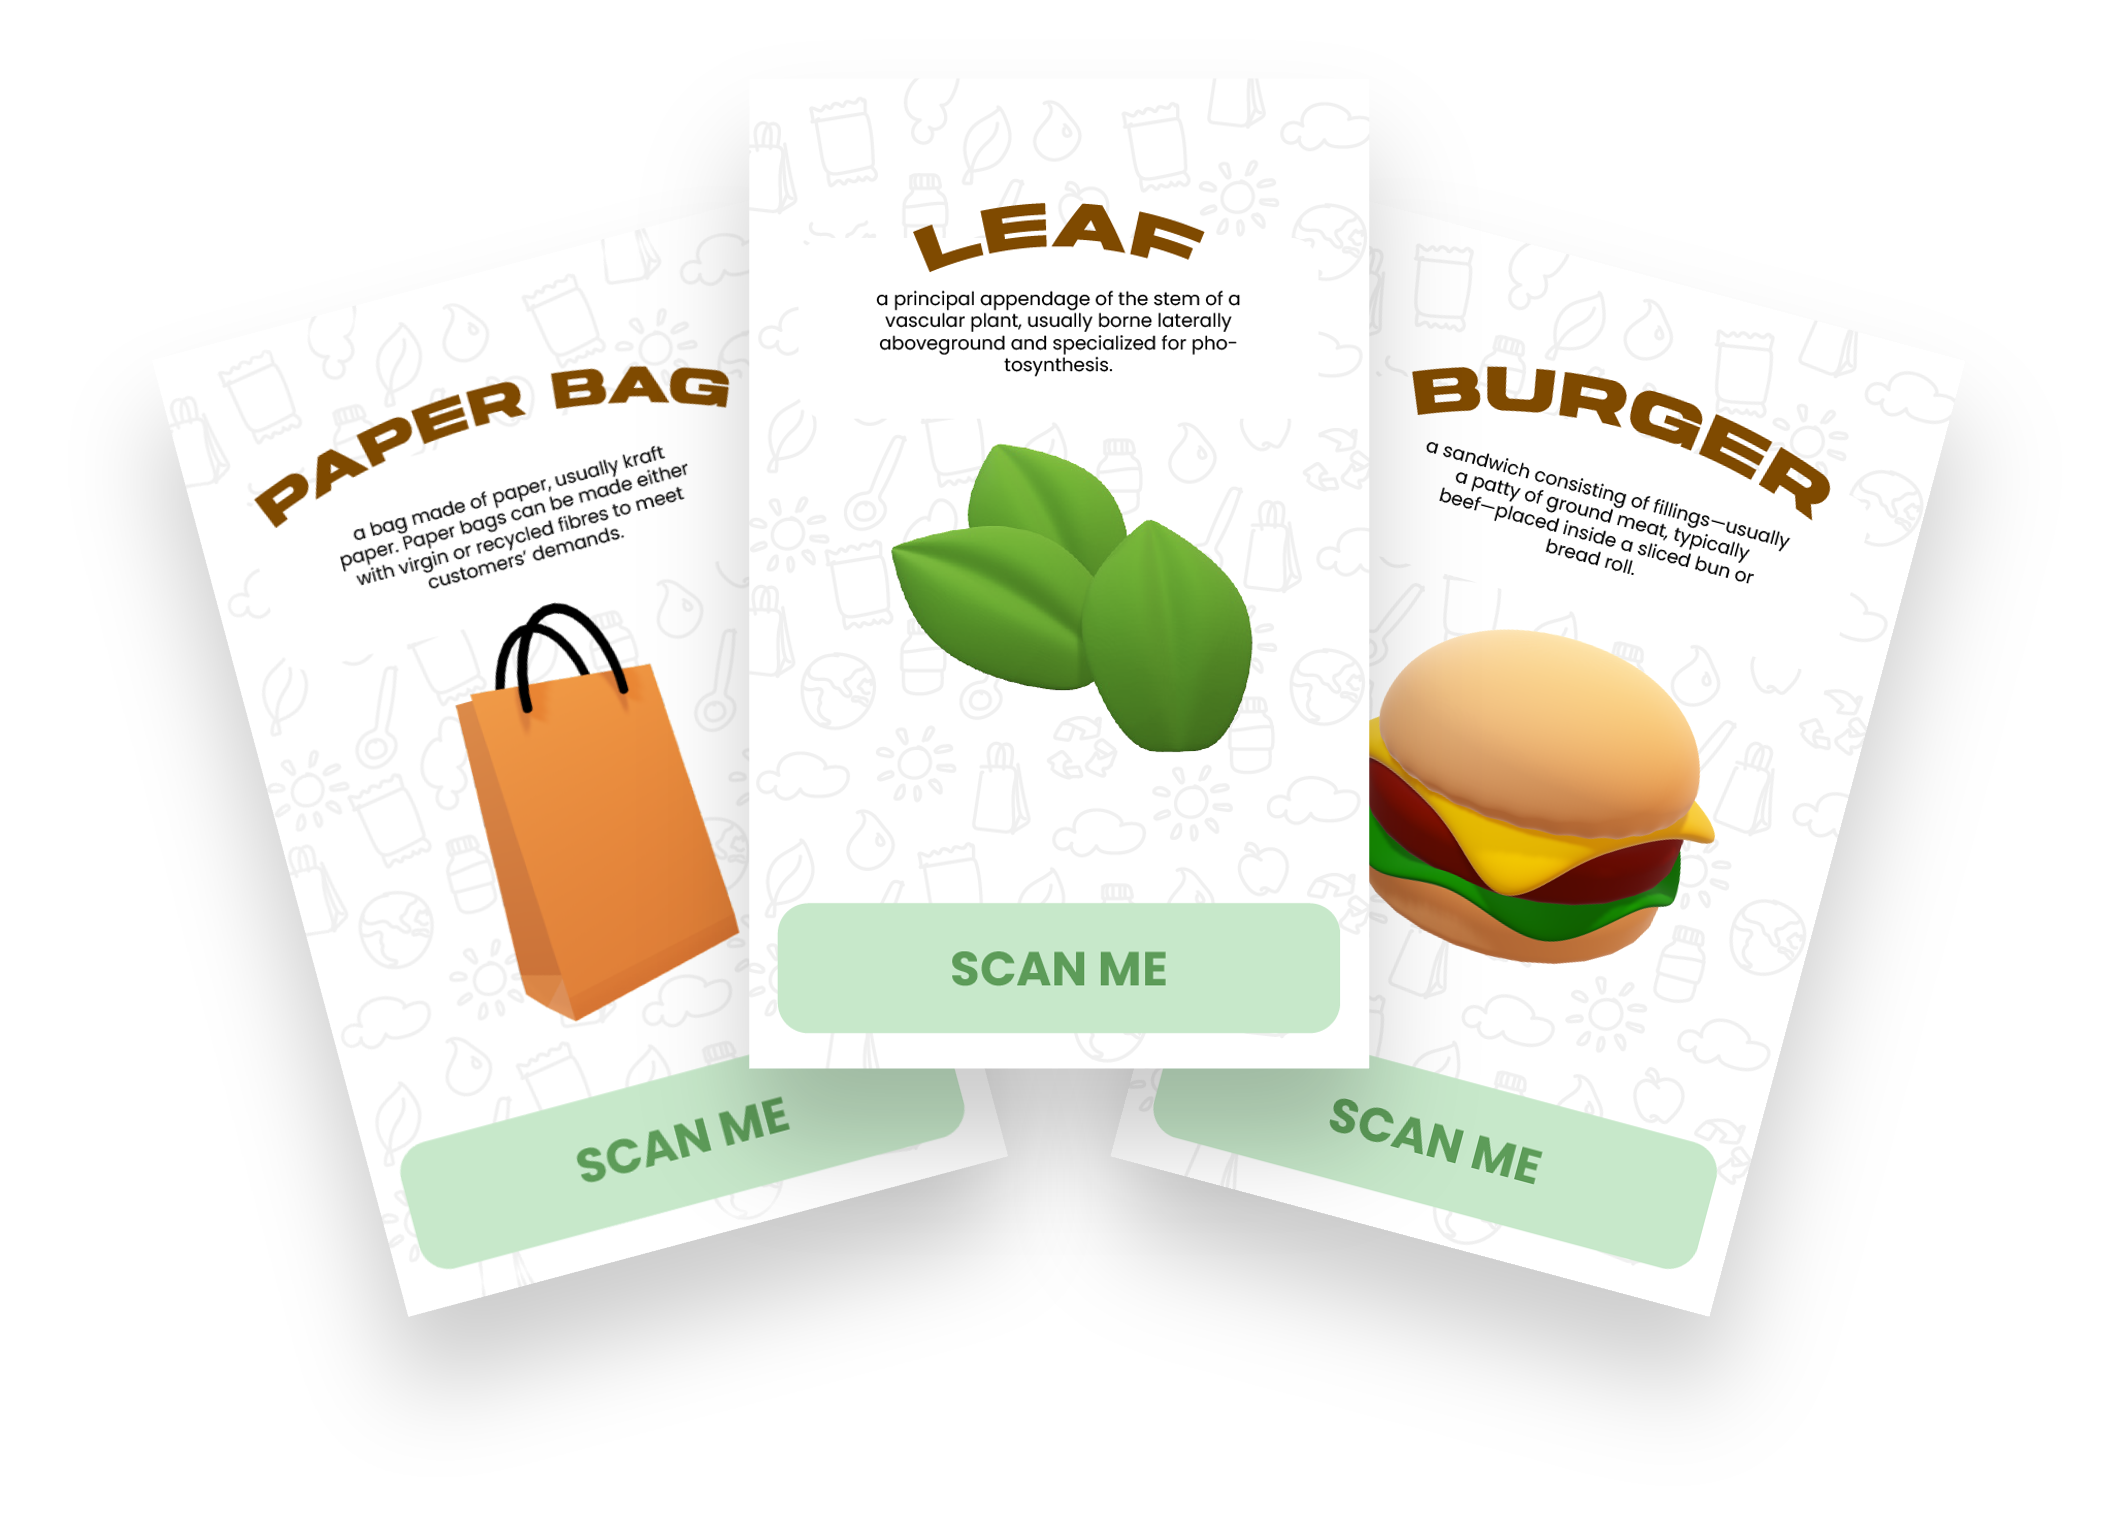 PAPER BAG
a bag made of paper, usually kraft
paper. Paper bags can be made either
with virgin or recycled fibres to meet
customers' demands.
SCAN ME
LEAF
a principal appendage of the stem of a
vascular plant, usually borne laterally
aboveground and specialized for pho-
tosynthesis.
SCAN ME
BURGER
a sandwich consisting of fillings—usually
a patty of ground meat, typically
beef—placed inside a sliced bun or
bread roll.
SCAN ME